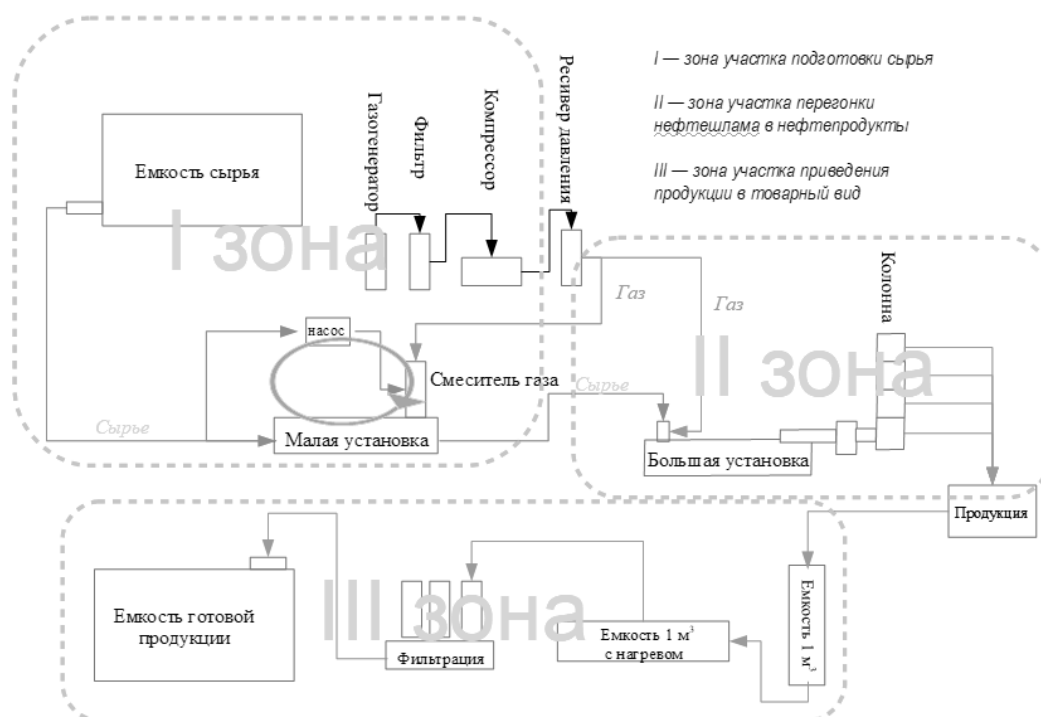 I — зона участка подготовки сырья
II — зона участка перегонки
нефтешлама в нефтепродукты
III — зона участка приведения
продукции в товарный вид
Емкость сырья
Газогенератор
Фильтр
Компрессор
Ресивер давления
I зона
Газ
Газ
Колонна
насос
Смеситель газа
II зона
Сырье
Сырье
Малая установка
Большая установка
Продукция
Емкость готовой
продукции
III зона
Фильтрация
Емкость 1 м³
с нагревом
Емкость 1 м³